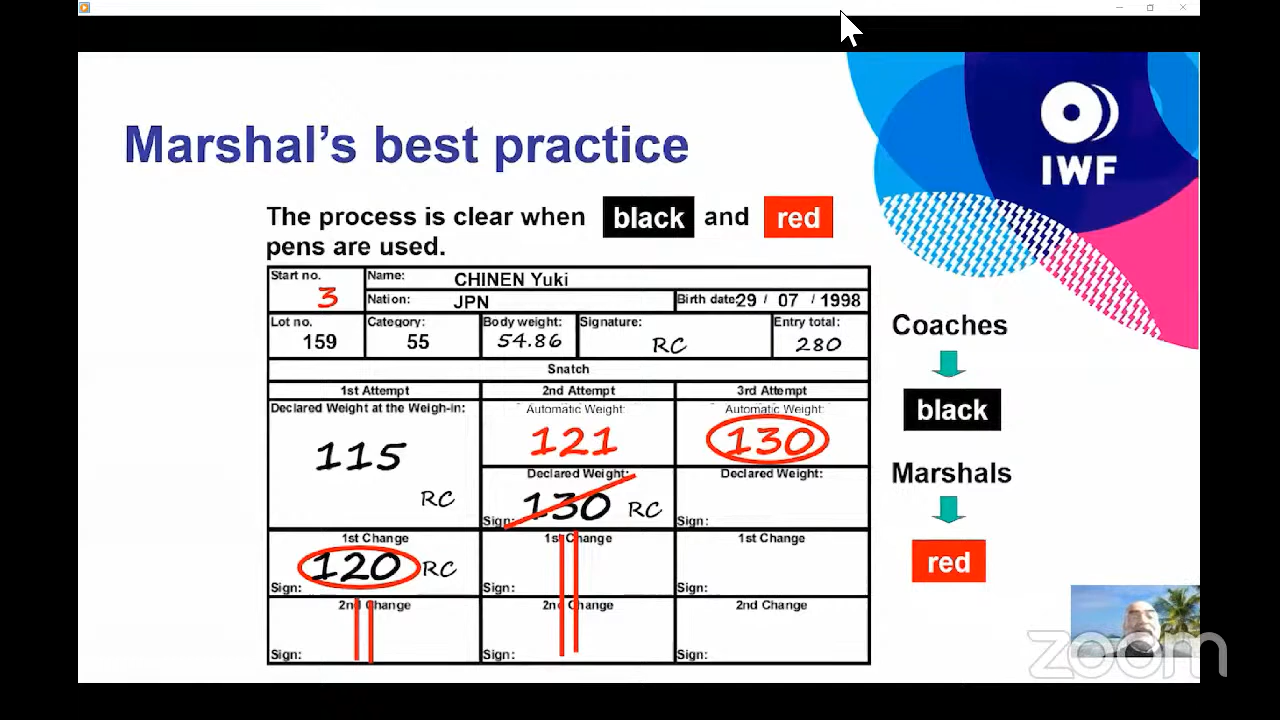 Marshal's best practice
IWF
The process is clear when black and red
pens are used.
Start no.
3
Name: CHINEN Yuki
Nation: JPN
Birth date: 29 / 07 / 1998
Lot no.
159
Category:
55
Body weight:
54.86
Signature:
RC
Entry total:
280
Snatch
1st Attempt
2nd Attempt
3rd Attempt
Declared Weight at the Weigh-in:
115
RC
Automatic Weight:
121
Automatic Weight:
130
Declared Weight:
130 RC
Sign:
Declared Weight:
Sign:
1st Change
120 RC
Sign:
1st Change
Sign:
1st Change
Sign:
2nd Change
Sign:
2nd Change
Sign:
2nd Change
Sign:
Coaches
black
Marshals
red
zoom